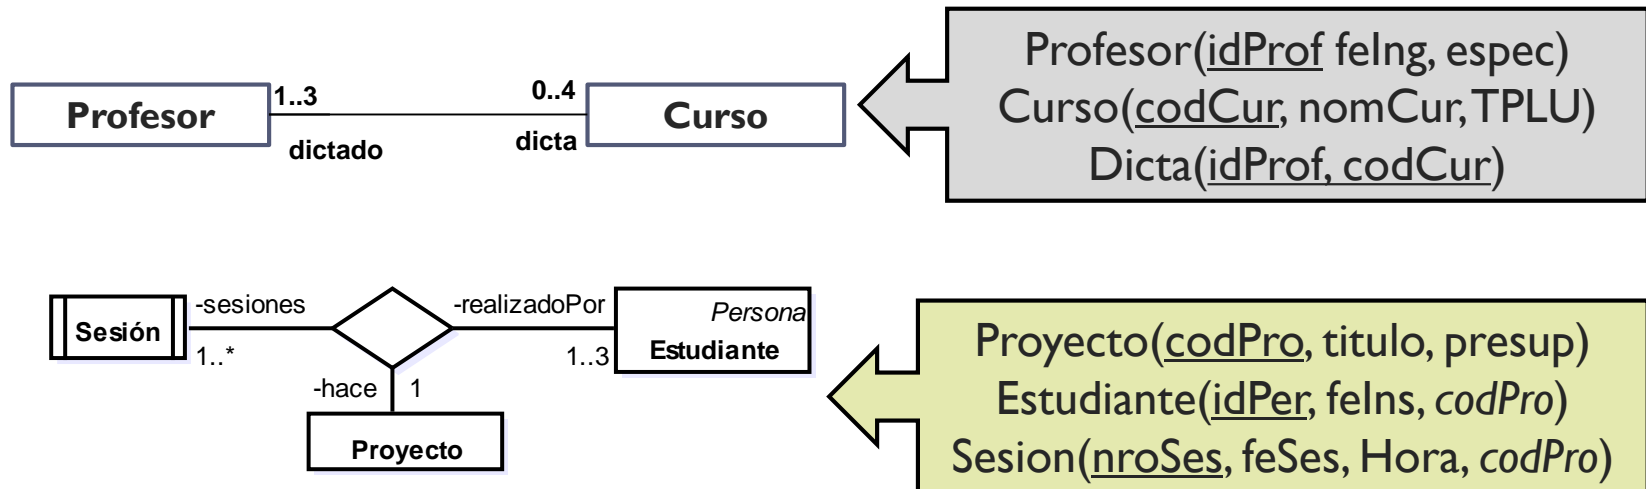 Profesor
1..3
dictado
0..4
dicta
Curso
Profesor(idProf feIng, espec)
Curso(codCur, nomCur, TPLU)
Dicta(idProf, codCur)
Sesión
-sesiones
1..*
-realizadoPor
1..3
Persona
Estudiante
-hace 1
Proyecto
Proyecto(codPro, titulo, presup)
Estudiante(idPer, feIns, codPro)
Sesion(nroSes, feSes, Hora, codPro)